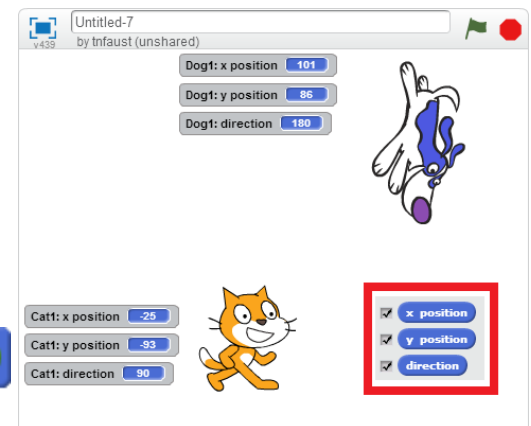 Untitled-7
v439
by tnfaust (unshared)
Dog1: x position 101
Dog1: y position 86
Dog1: direction 180
Cat1: x position -25
Cat1: y position -93
Cat1: direction 90
x position
y position
direction